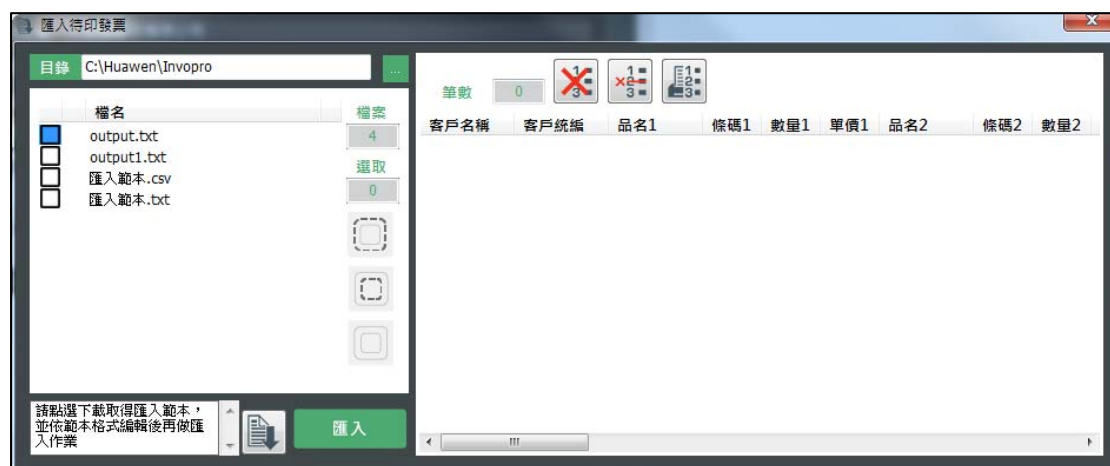 匯入待印發票
目錄 C:\Huawen\Invopro ...
檔名
output.txt
output1.txt
匯入範本.csv
匯入範本.txt
檔案
4
選取
0
請點選下載取得匯入範本，
並依範本格式編輯後再做匯
入作業
匯入
筆數 0
客戶名稱 客戶統編 品名1 條碼1 數量1 單價1 品名2 條碼2 數量2